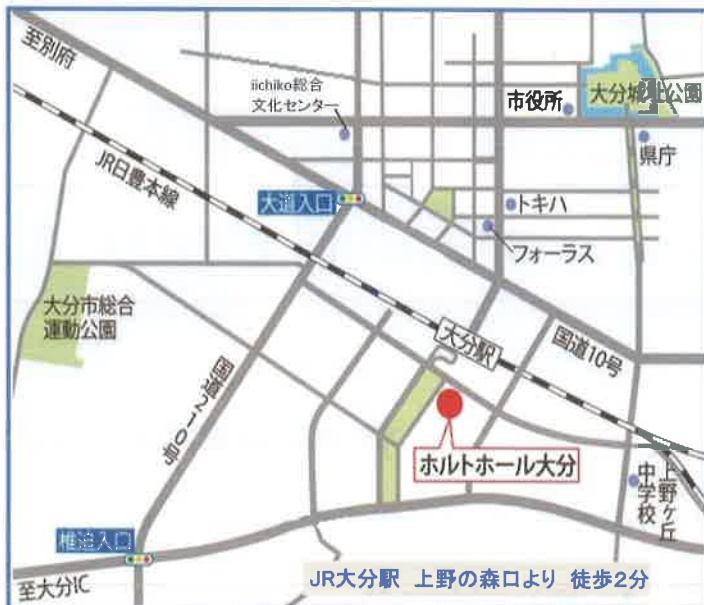 至別府
iichiko総合
文化センター
市役所
大分城址公園
県庁
JR日豊本線
大道入口
トキハ
フォーラス
大分市総合
運動公園
大分駅
国道10号
国道210号
ホルトホール大分
上野ヶ丘
中学校
椎迫入口
至大分IC
JR大分駅 上野の森口より 徒歩2分